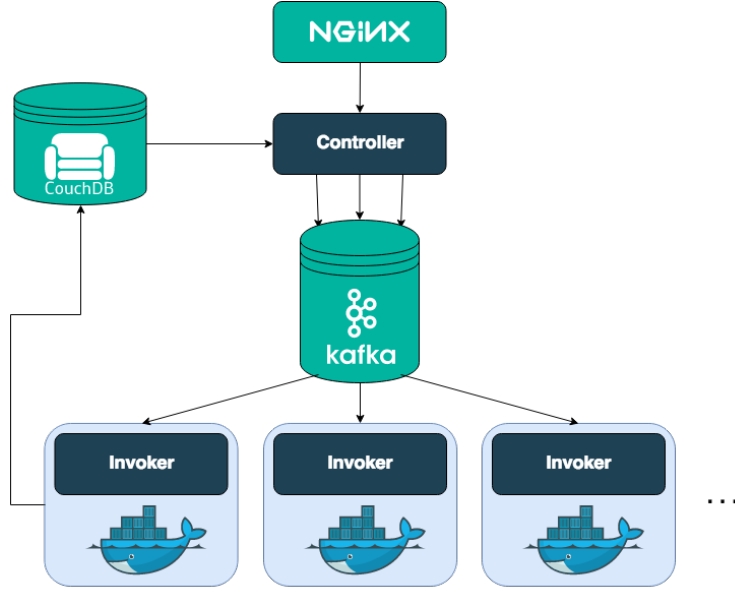 NGINX
Controller
CouchDB
kafka
Invoker
Invoker
Invoker
...